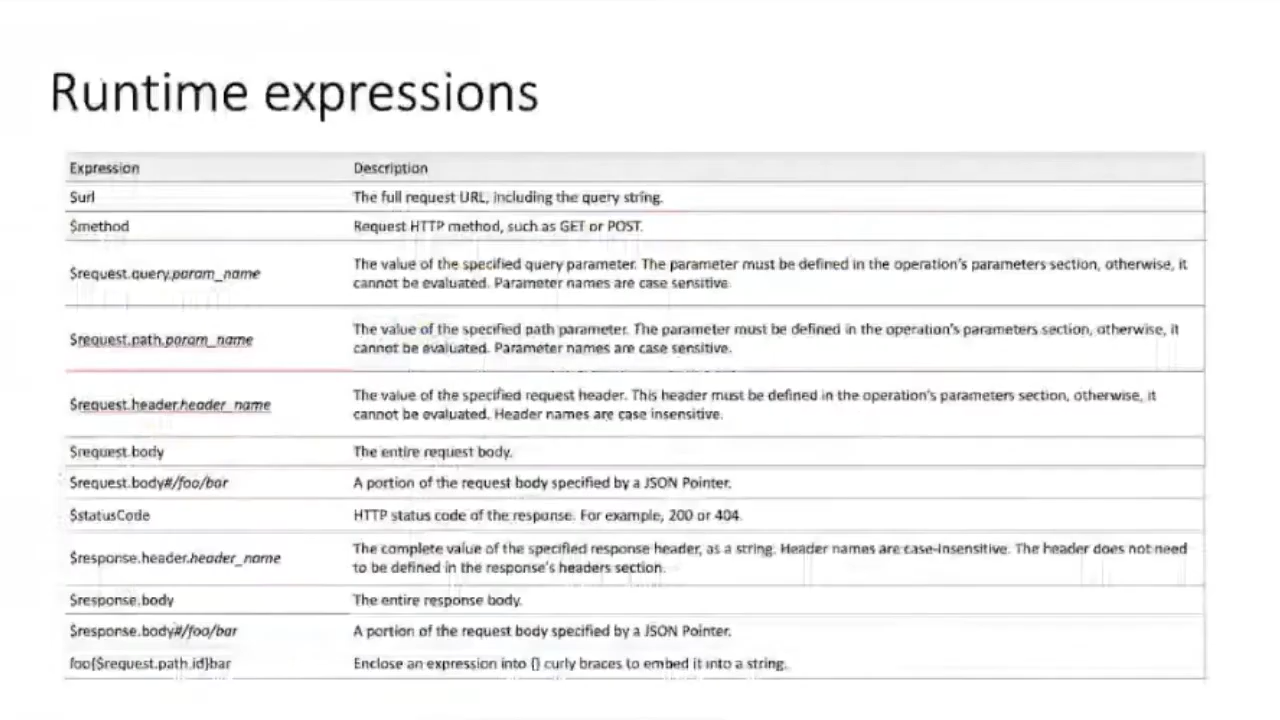 Runtime expressions
Expression Description
$url The full request URL, including the query string.
$method Request HTTP method, such as GET or POST.
$request.query.param_name The value of the specified query parameter. The parameter must be defined in the operation's parameters section, otherwise, it
cannot be evaluated. Parameter names are case sensitive.
$request.path.param_name The value of the specified path parameter. The parameter must be defined in the operation's parameters section, otherwise, it
cannot be evaluated. Parameter names are case sensitive.
$request.header.header_name The value of the specified request header. This header must be defined in the operation's parameters section, otherwise, it
cannot be evaluated. Header names are case insensitive.
$request.body The entire request body.
$request.body#/foo/bar A portion of the request body specified by a JSON Pointer.
$statusCode HTTP status code of the response. For example, 200 or 404.
$response.header.header_name The complete value of the specified response header, as a string. Header names are case-insensitive. The header does not need
to be defined in the response's headers section.
$response.body The entire response body.
$response.body#/foo/bar A portion of the request body specified by a JSON Pointer.
foo{$request.path.id}bar Enclose an expression into {} curly braces to embed it into a string.